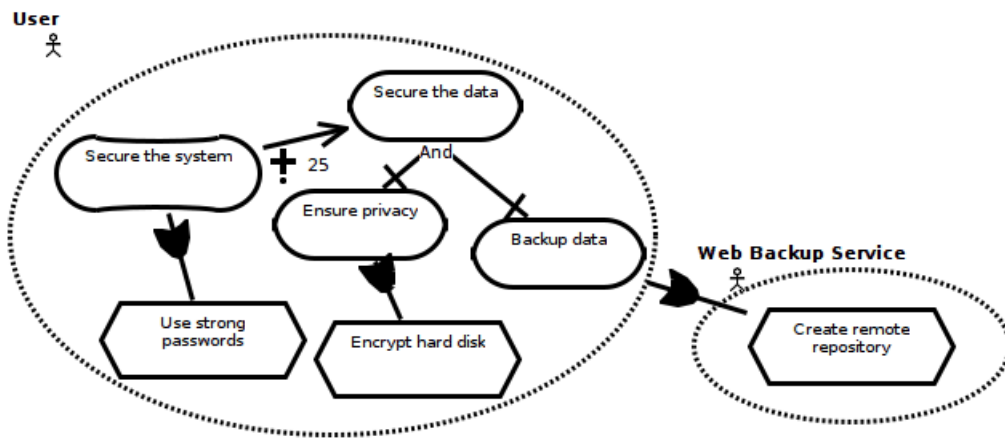 User
Secure the data
And
Secure the system
25
Ensure privacy
Backup data
Web Backup Service
Use strong
passwords
Encrypt hard disk
Create remote
repository